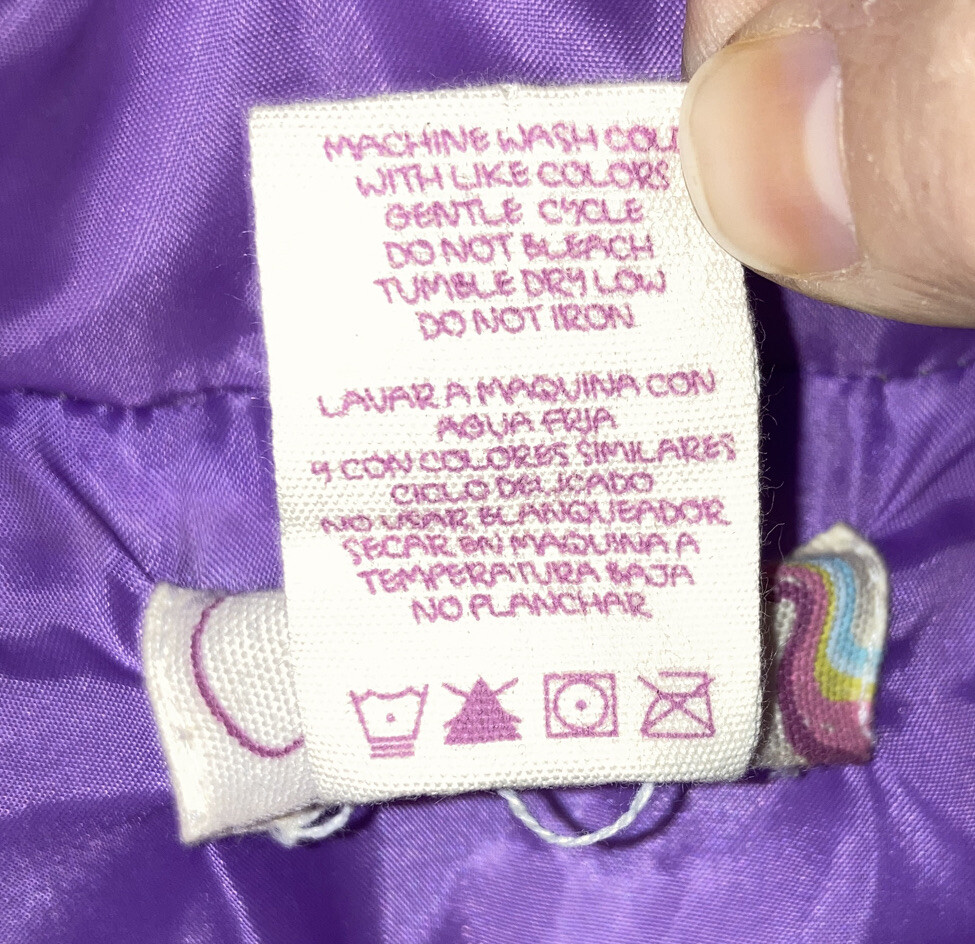 MACHINE WASH COL
WITH LIKE COLORS
GENTLE CYCLE
DO NOT BLEACH
TUMBLE DRY LOW
DO NOT IRON
LAVAR A MAQUINA CON
AGUA FRIA
Y CON COLORES SIMILARES
CICLO DELICADO
NO USAR BLANQUEADOR
SECAR EN MAQUINA A
TEMPERATURA BAJA
NO PLANCHAR